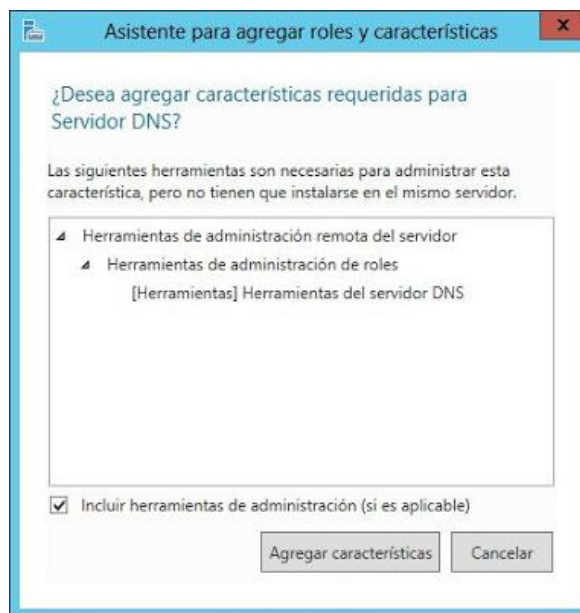 Asistente para agregar roles y características
x
¿Desea agregar características requeridas para
Servidor DNS?
Las siguientes herramientas son necesarias para administrar esta
característica, pero no tienen que instalarse en el mismo servidor.
Herramientas de administración remota del servidor
Herramientas de administración de roles
[Herramientas] Herramientas del servidor DNS
Incluir herramientas de administración (si es aplicable)
Agregar características
Cancelar